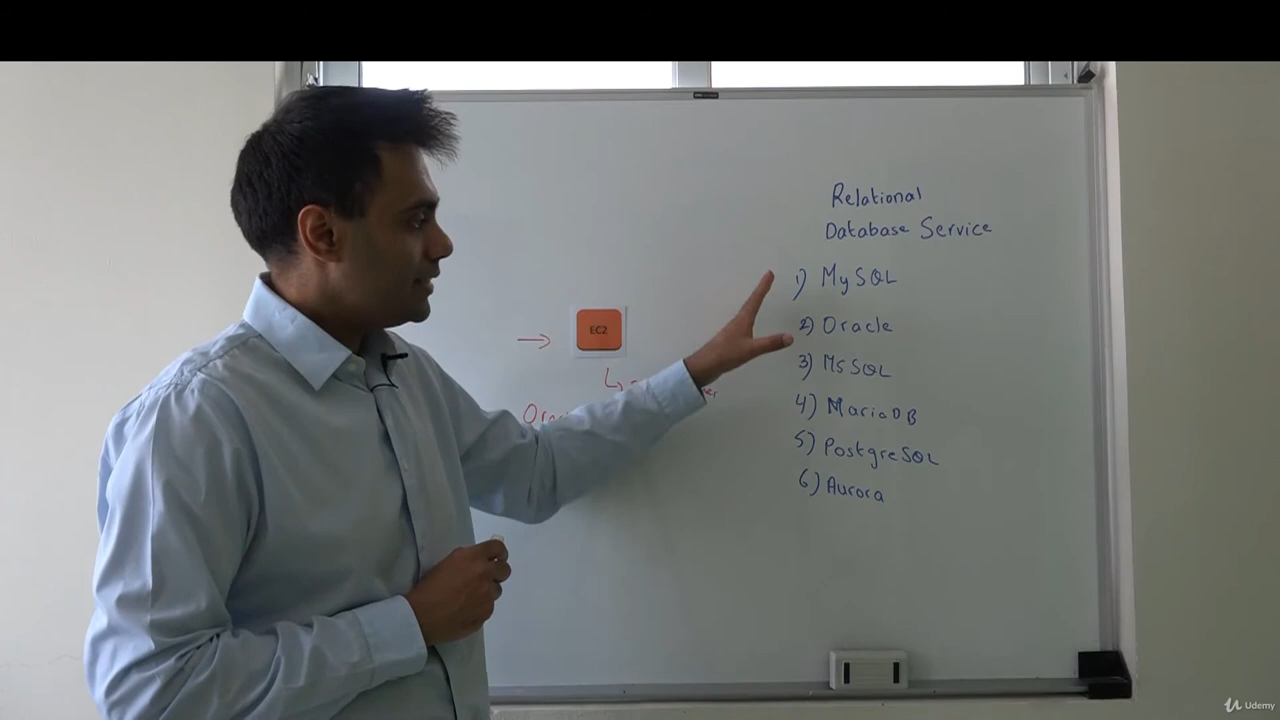 Relational
Database Service
1) MySQL
2) Oracle
3) MsSQL
4) MariaDB
5) PostgreSQL
6) Aurora
→ EC2
↳
Udemy